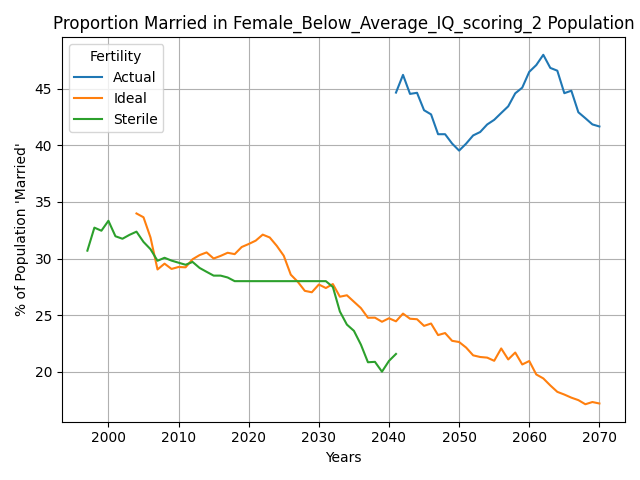 Proportion Married in Female_Below_Average_IQ_scoring_2 Population
Fertility
Actual
Ideal
Sterile
% of Population 'Married'
45
40
35
30
25
20
2000 2010 2020 2030 2040 2050 2060 2070
Years